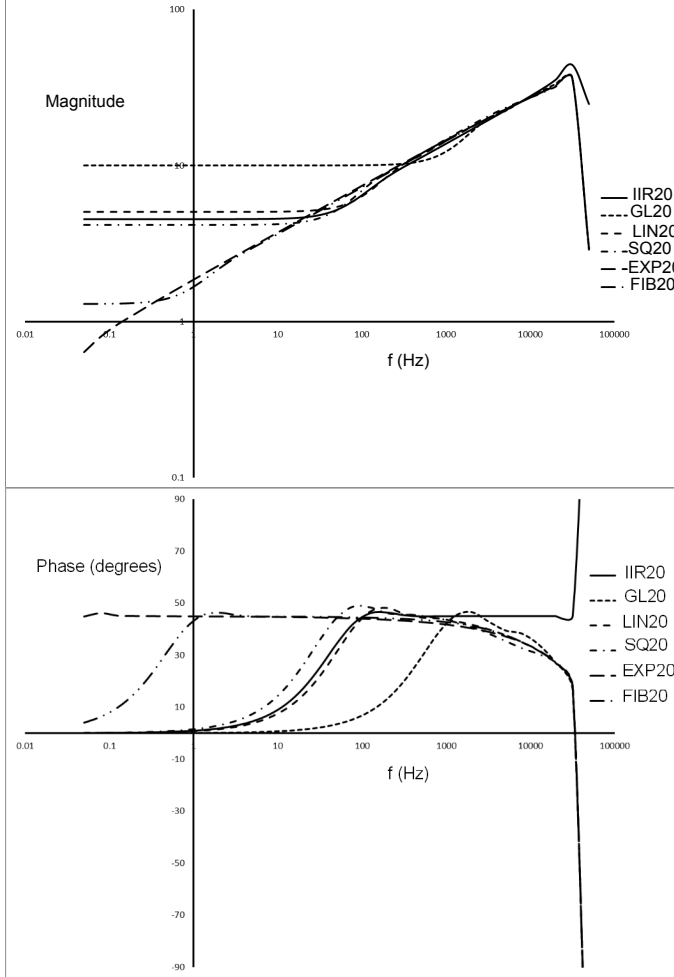 100
Magnitude
10
IIR20
GL20
LIN20
SQ20
EXP20
FIB20
1
0.01 0.1 1 10 100 1000 10000 100000
f (Hz)
0.1
90
70
Phase (degrees)
IIR20
50
GL20
LIN20
30
SQ20
EXP20
FIB20
10
0.01 0.1 1 10 100 1000 10000 100000
-10
f (Hz)
-30
-50
-70
-90